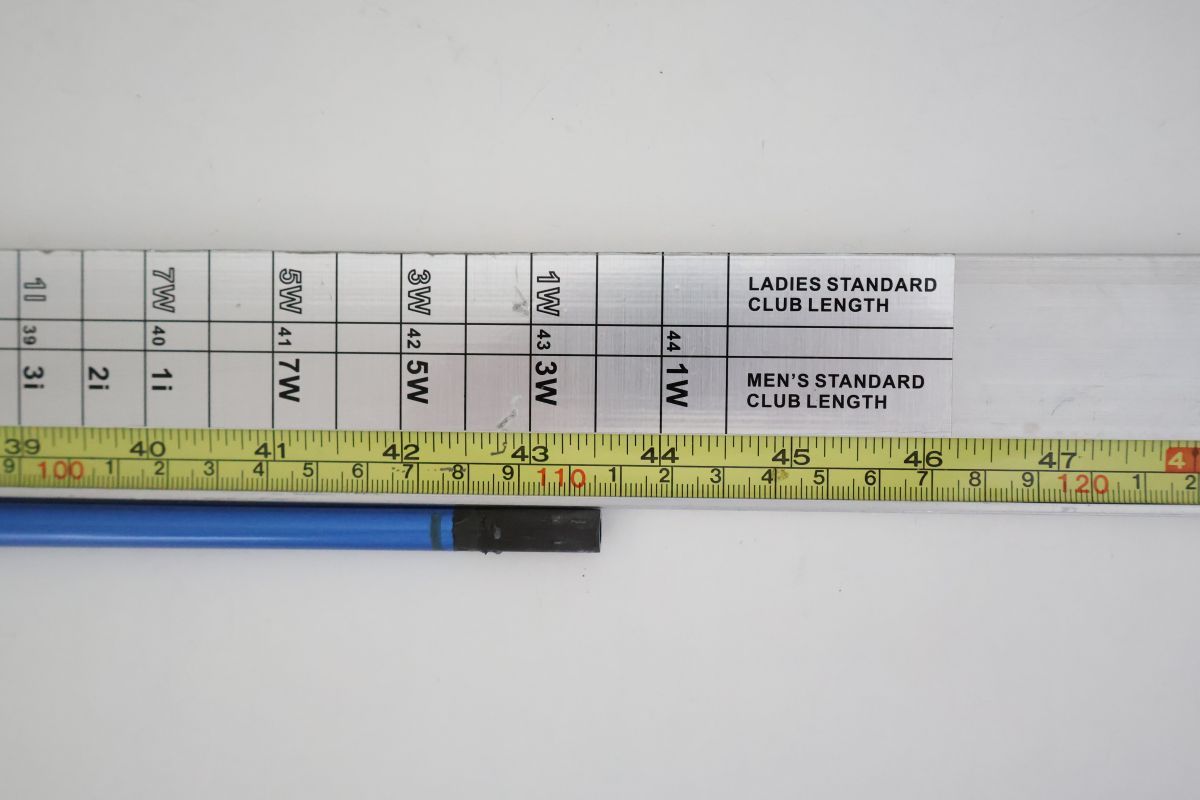 1I 7W 5W 3W 1W LADIES STANDARD
CLUB LENGTH
39 40 41 42 43 44
3i 2i 1i 7W 5W 3W 1W MEN'S STANDARD
CLUB LENGTH
39 40 41 42 43 44 45 46 47 4
9 100 1 2 3 4 5 6 7 8 9 110 1 2 3 4 5 6 7 8 9 120 1 2